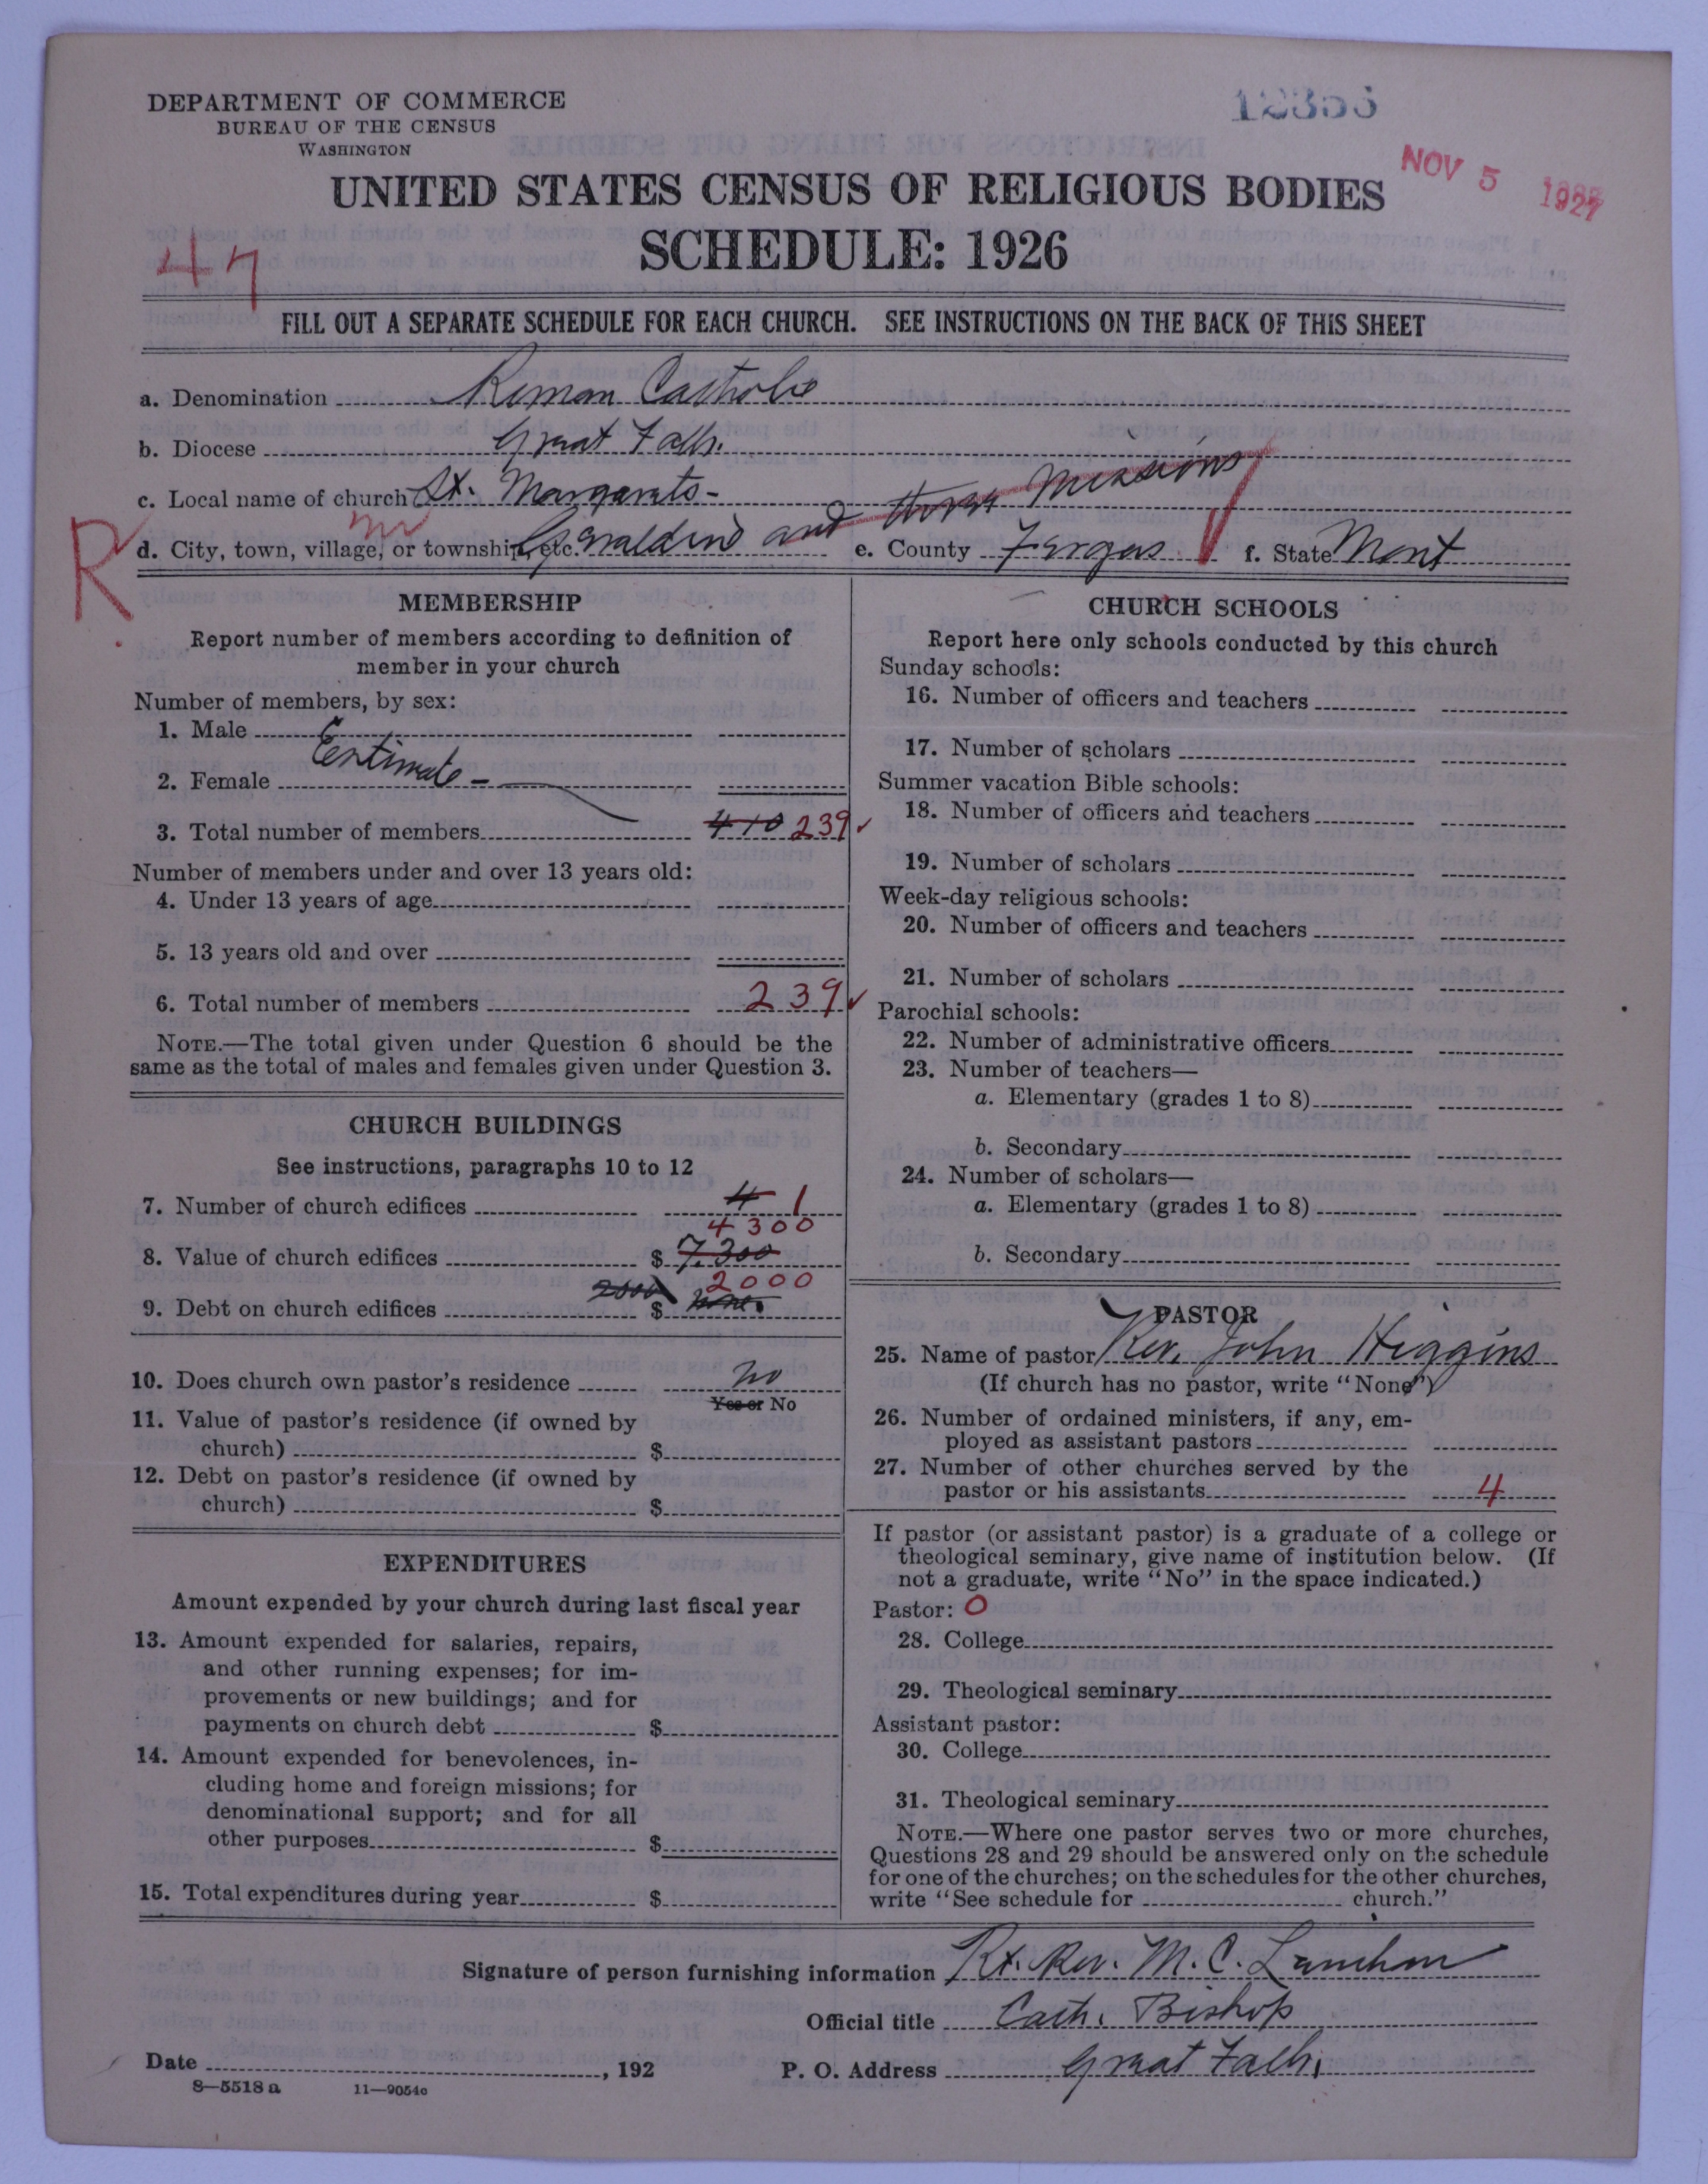 DEPARTMENT OF COMMERCE
BUREAU OF THE CENSUS
WASHINGTON
NOV 5 1927
UNITED STATES CENSUS OF RELIGIOUS BODIES
SCHEDULE: 1926
47
FILL OUT A SEPARATE SCHEDULE FOR EACH CHURCH. SEE INSTRUCTIONS ON THE BACK OF THIS SHEET
a. Denomination Roman Catholic
b. Diocese Great Falls.
c. Local name of church St. Margarets-
R
d. City, town, village, or township, etc. Geraldine and three missions e. County Fergus f. State Mont
MEMBERSHIP
Report number of members according to definition of
member in your church
Number of members, by sex:
1. Male
Estimate -
2. Female
3. Total number of members 410 239
Number of members under and over 13 years old:
4. Under 13 years of age
5. 13 years old and over
6. Total number of members 239
NOTE.—The total given under Question 6 should be the
same as the total of males and females given under Question 3.
CHURCH BUILDINGS
See instructions, paragraphs 10 to 12
7. Number of church edifices 4 1
4300
8. Value of church edifices $ 7.300
2000 2000
9. Debt on church edifices $ none.
10. Does church own pastor's residence no
Yes or No
11. Value of pastor's residence (if owned by
church) $
12. Debt on pastor's residence (if owned by
church) $
EXPENDITURES
Amount expended by your church during last fiscal year
13. Amount expended for salaries, repairs,
and other running expenses; for im-
provements or new buildings; and for
payments on church debt $
14. Amount expended for benevolences, in-
cluding home and foreign missions; for
denominational support; and for all
other purposes $
15. Total expenditures during year $
CHURCH SCHOOLS
Report here only schools conducted by this church
Sunday schools:
16. Number of officers and teachers
17. Number of scholars
Summer vacation Bible schools:
18. Number of officers and teachers
19. Number of scholars
Week-day religious schools:
20. Number of officers and teachers
21. Number of scholars
Parochial schools:
22. Number of administrative officers
23. Number of teachers—
a. Elementary (grades 1 to 8)
b. Secondary
24. Number of scholars—
a. Elementary (grades 1 to 8)
b. Secondary
PASTOR
25. Name of pastor Rev. John Higgins
(If church has no pastor, write "None")
26. Number of ordained ministers, if any, em-
ployed as assistant pastors
27. Number of other churches served by the
pastor or his assistants 4
If pastor (or assistant pastor) is a graduate of a college or
theological seminary, give name of institution below. (If
not a graduate, write "No" in the space indicated.)
Pastor: 0
28. College
29. Theological seminary
Assistant pastor:
30. College
31. Theological seminary
NOTE.—Where one pastor serves two or more churches,
Questions 28 and 29 should be answered only on the schedule
for one of the churches; on the schedules for the other churches,
write "See schedule for church."
Signature of person furnishing information Rt. Rev. M. C. Lenihan
Official title Cath. Bishop
Date , 192 P. O. Address Great Falls,
8—5518 a 11—9054c